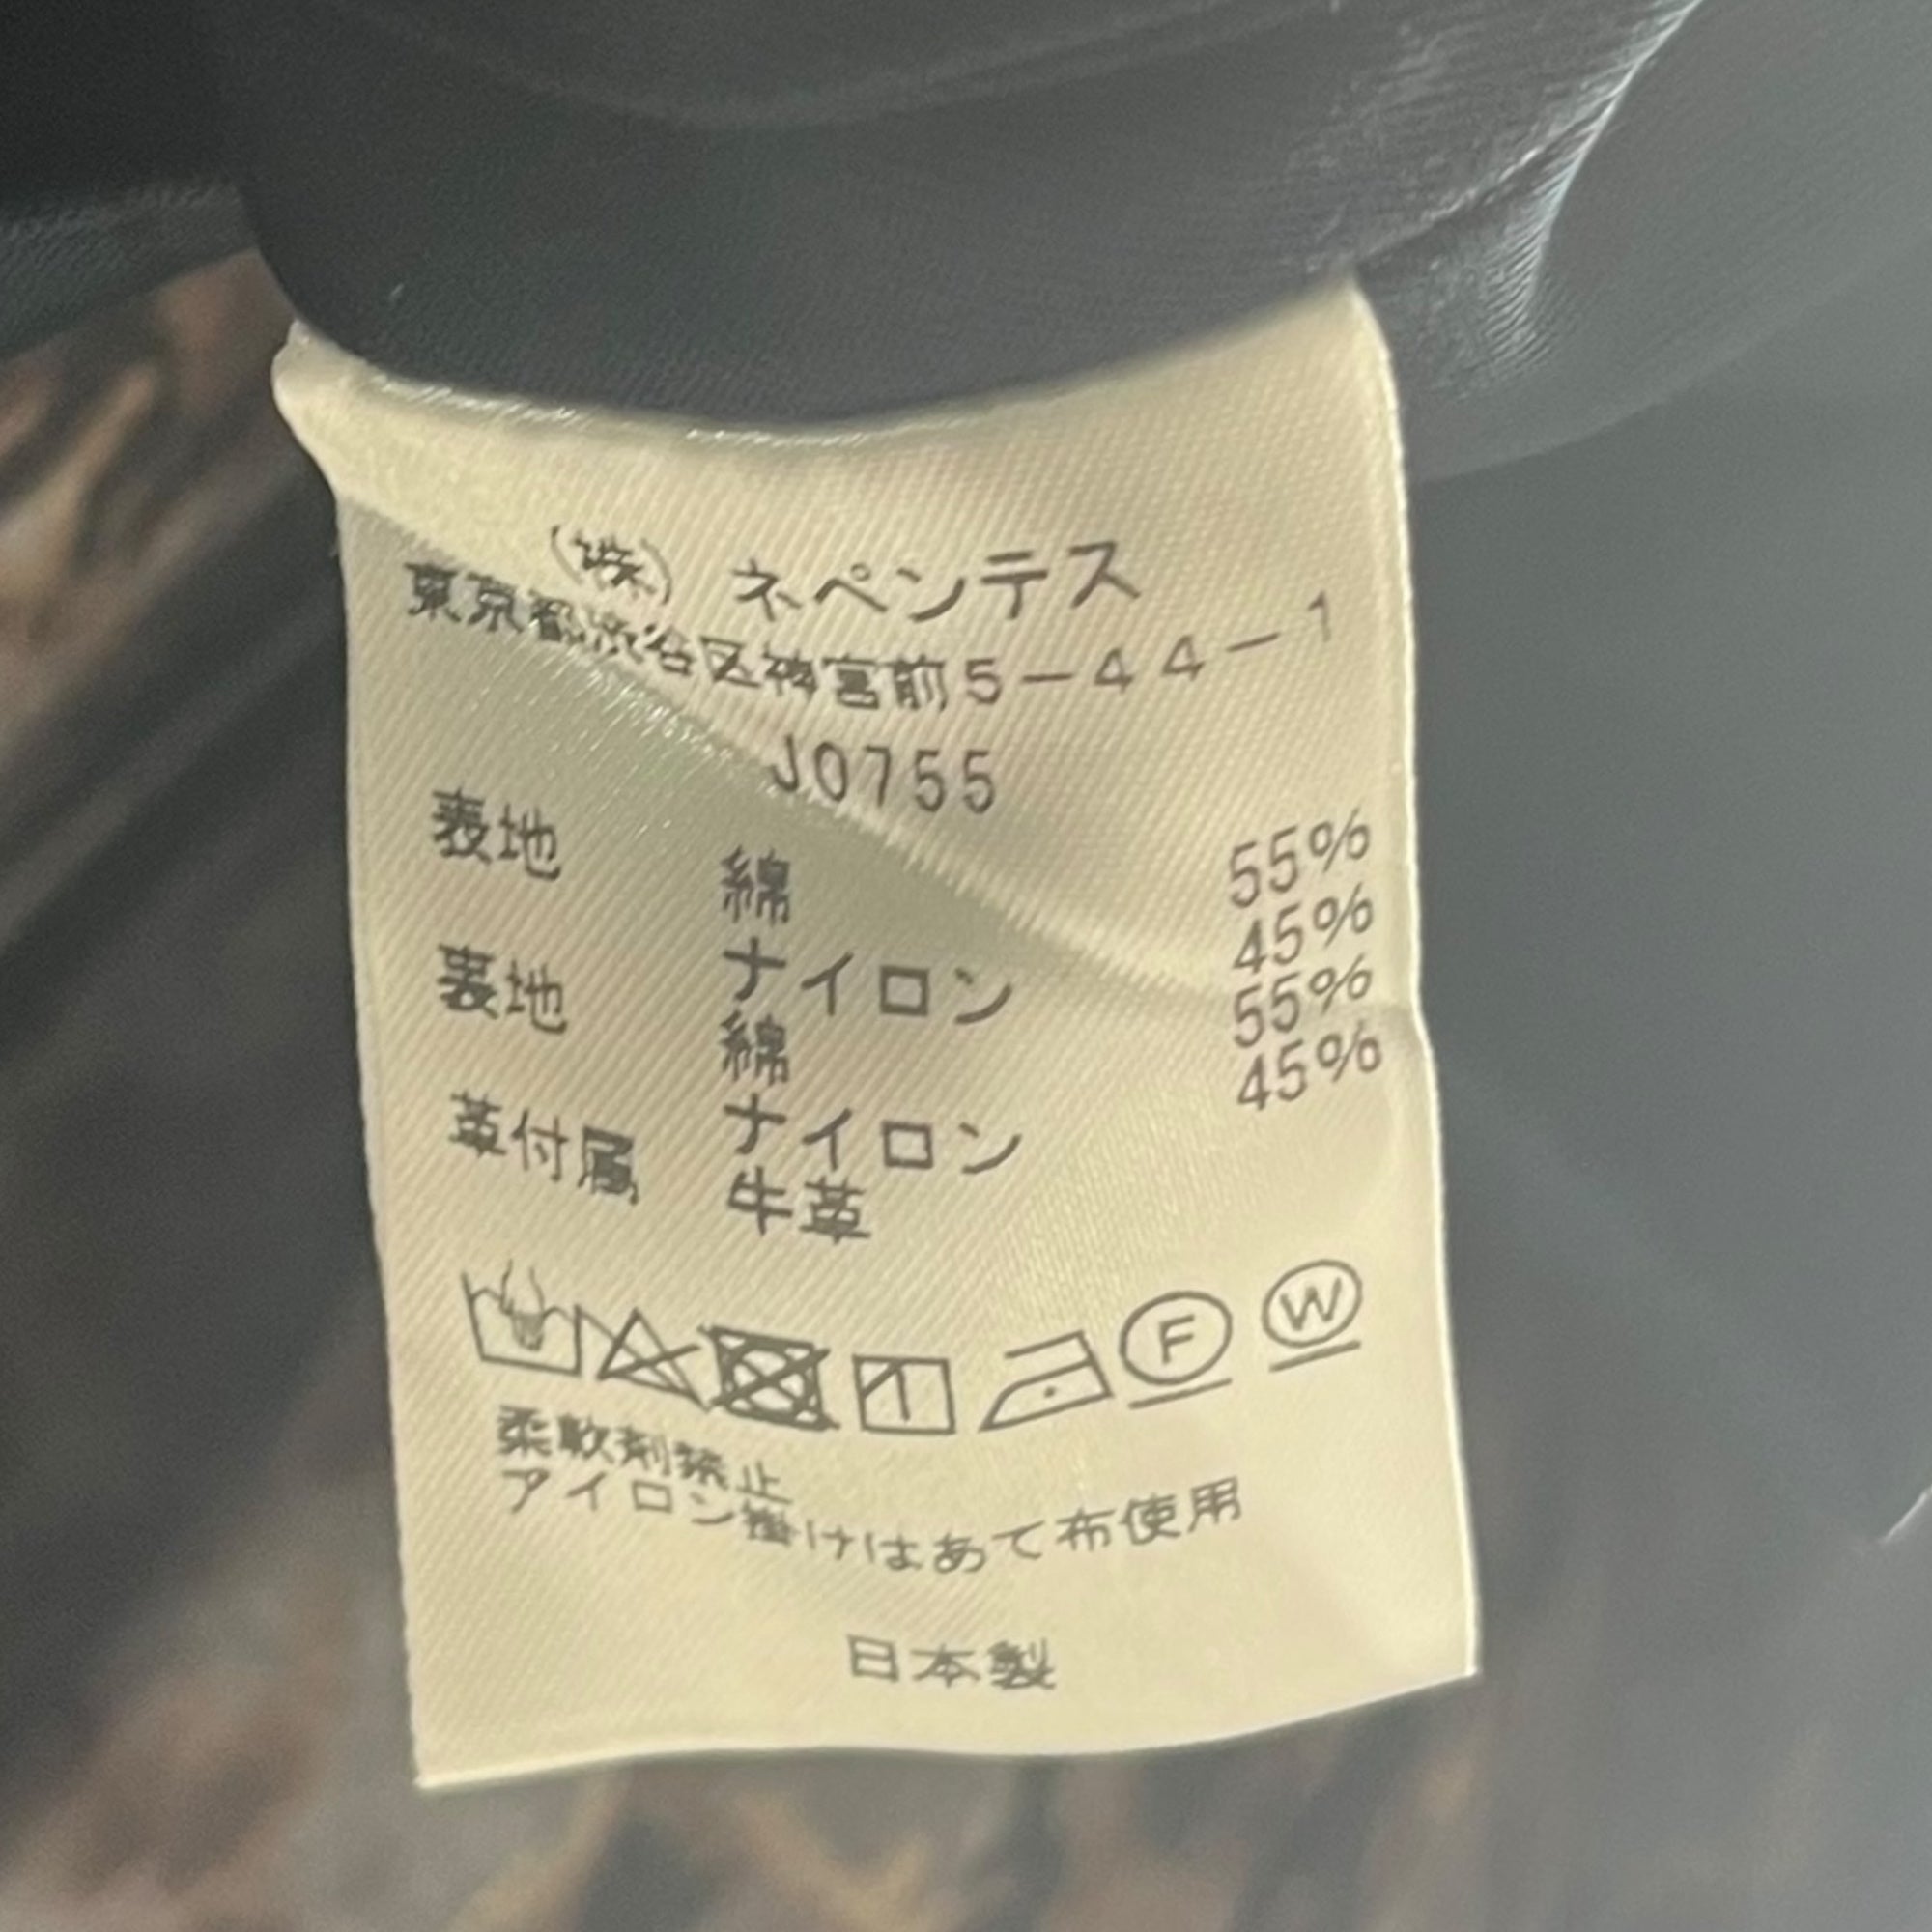 (株) ネペンテス
東京都渋谷区神宮前5-44-1
J0755
表地 綿 55%
ナイロン 45%
裏地 綿 55%
ナイロン 45%
革付属 牛革
F W
柔軟剤禁止
アイロン掛けはあて布使用
日本製